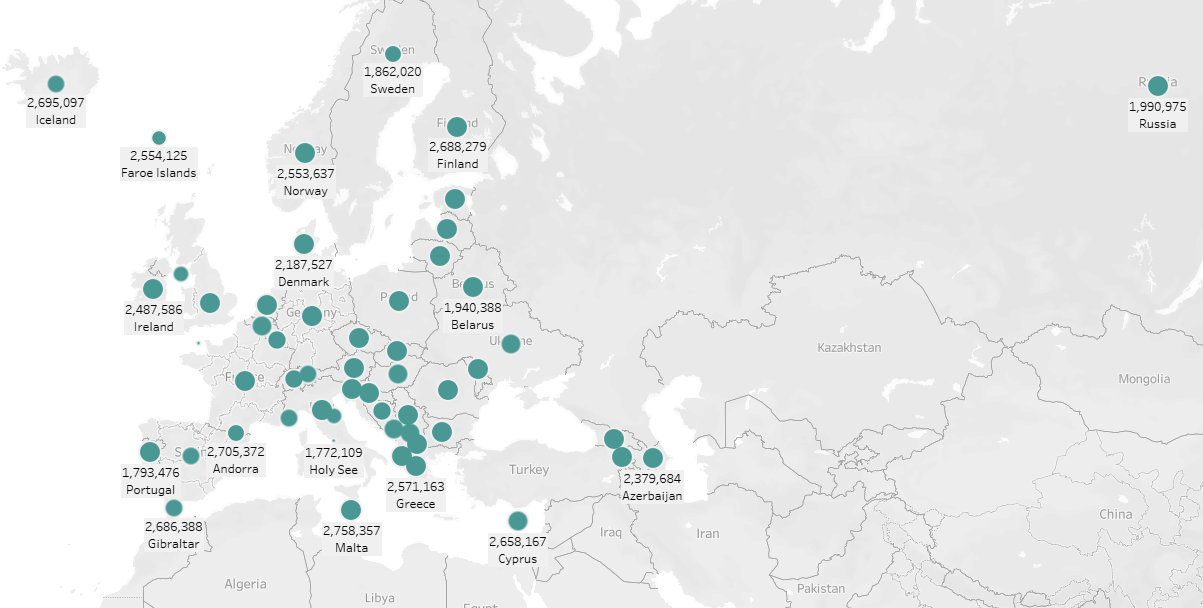 Sweden
1,862,020
Sweden
2,695,097
Iceland
Russia
1,990,975
Russia
Finland
2,688,279
Finland
2,554,125
Faroe Islands
Norway
2,553,637
Norway
2,187,527
Denmark
Belarus
1,940,388
Belarus
2,487,586
Ireland
Poland
Germany
Ukraine
Kazakhstan
Mongolia
France
Spain
2,705,372
Andorra
1,772,109
Holy See
1,793,476
Portugal
Turkey
2,571,163
Greece
2,379,684
Azerbaijan
China
2,686,388
Gibraltar
2,758,357
Malta
2,658,167
Cyprus
Iraq
Iran
Algeria
Libya
Egypt
Pakistan